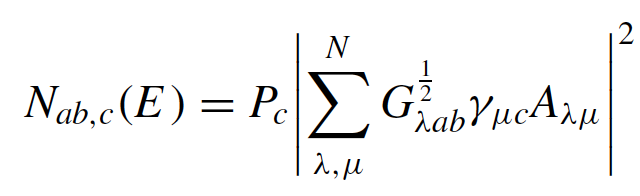 $N_{ab,c}(E) = P_c \left| \sum_{\lambda,\mu}^{N} G_{\lambda ab}^{\frac{1}{2}} \gamma_{\mu c} A_{\lambda\mu} \right|^2$